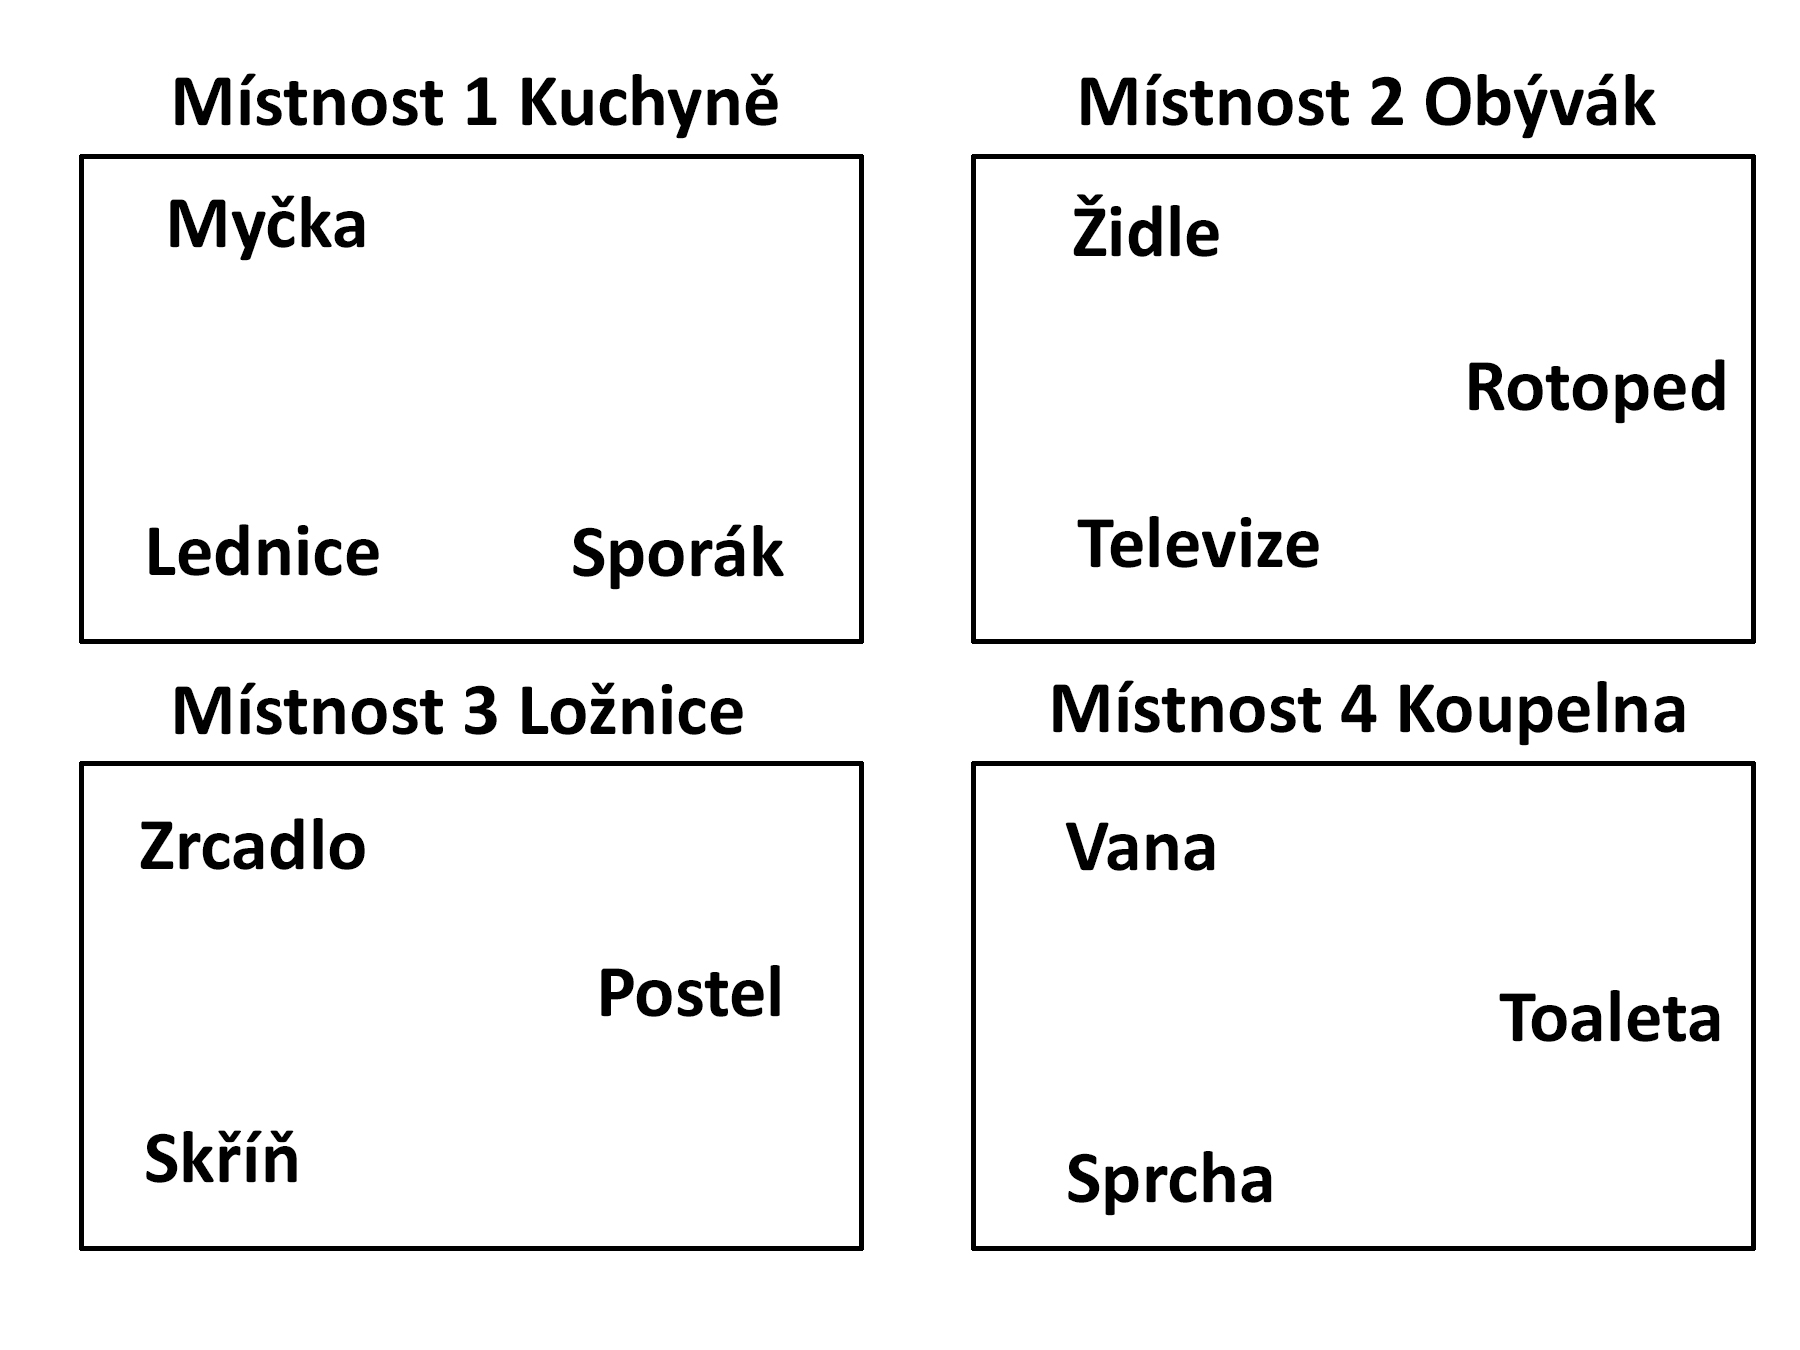 Místnost 1 Kuchyně
Myčka
Lednice
Sporák
Místnost 2 Obývák
Židle
Rotoped
Televize
Místnost 3 Ložnice
Zrcadlo
Postel
Skříň
Místnost 4 Koupelna
Vana
Toaleta
Sprcha